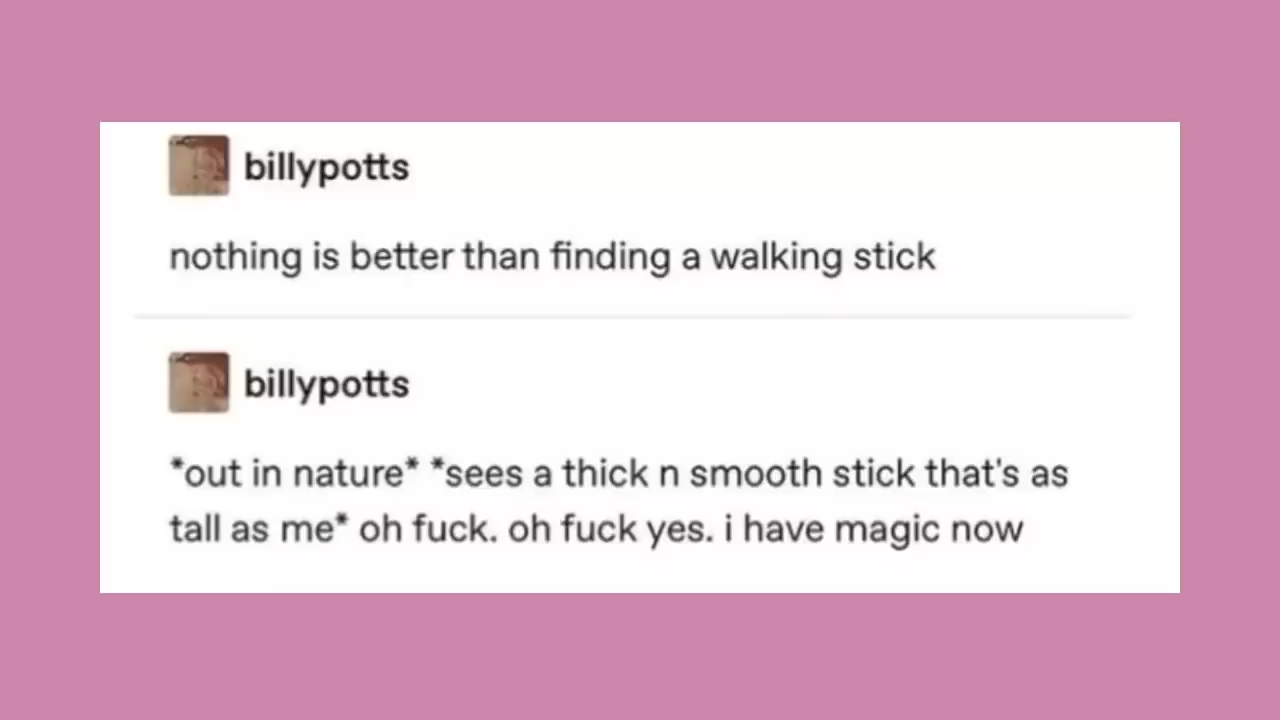 billypotts
nothing is better than finding a walking stick
billypotts
*out in nature* *sees a thick n smooth stick that's as
tall as me* oh fuck. oh fuck yes. i have magic now